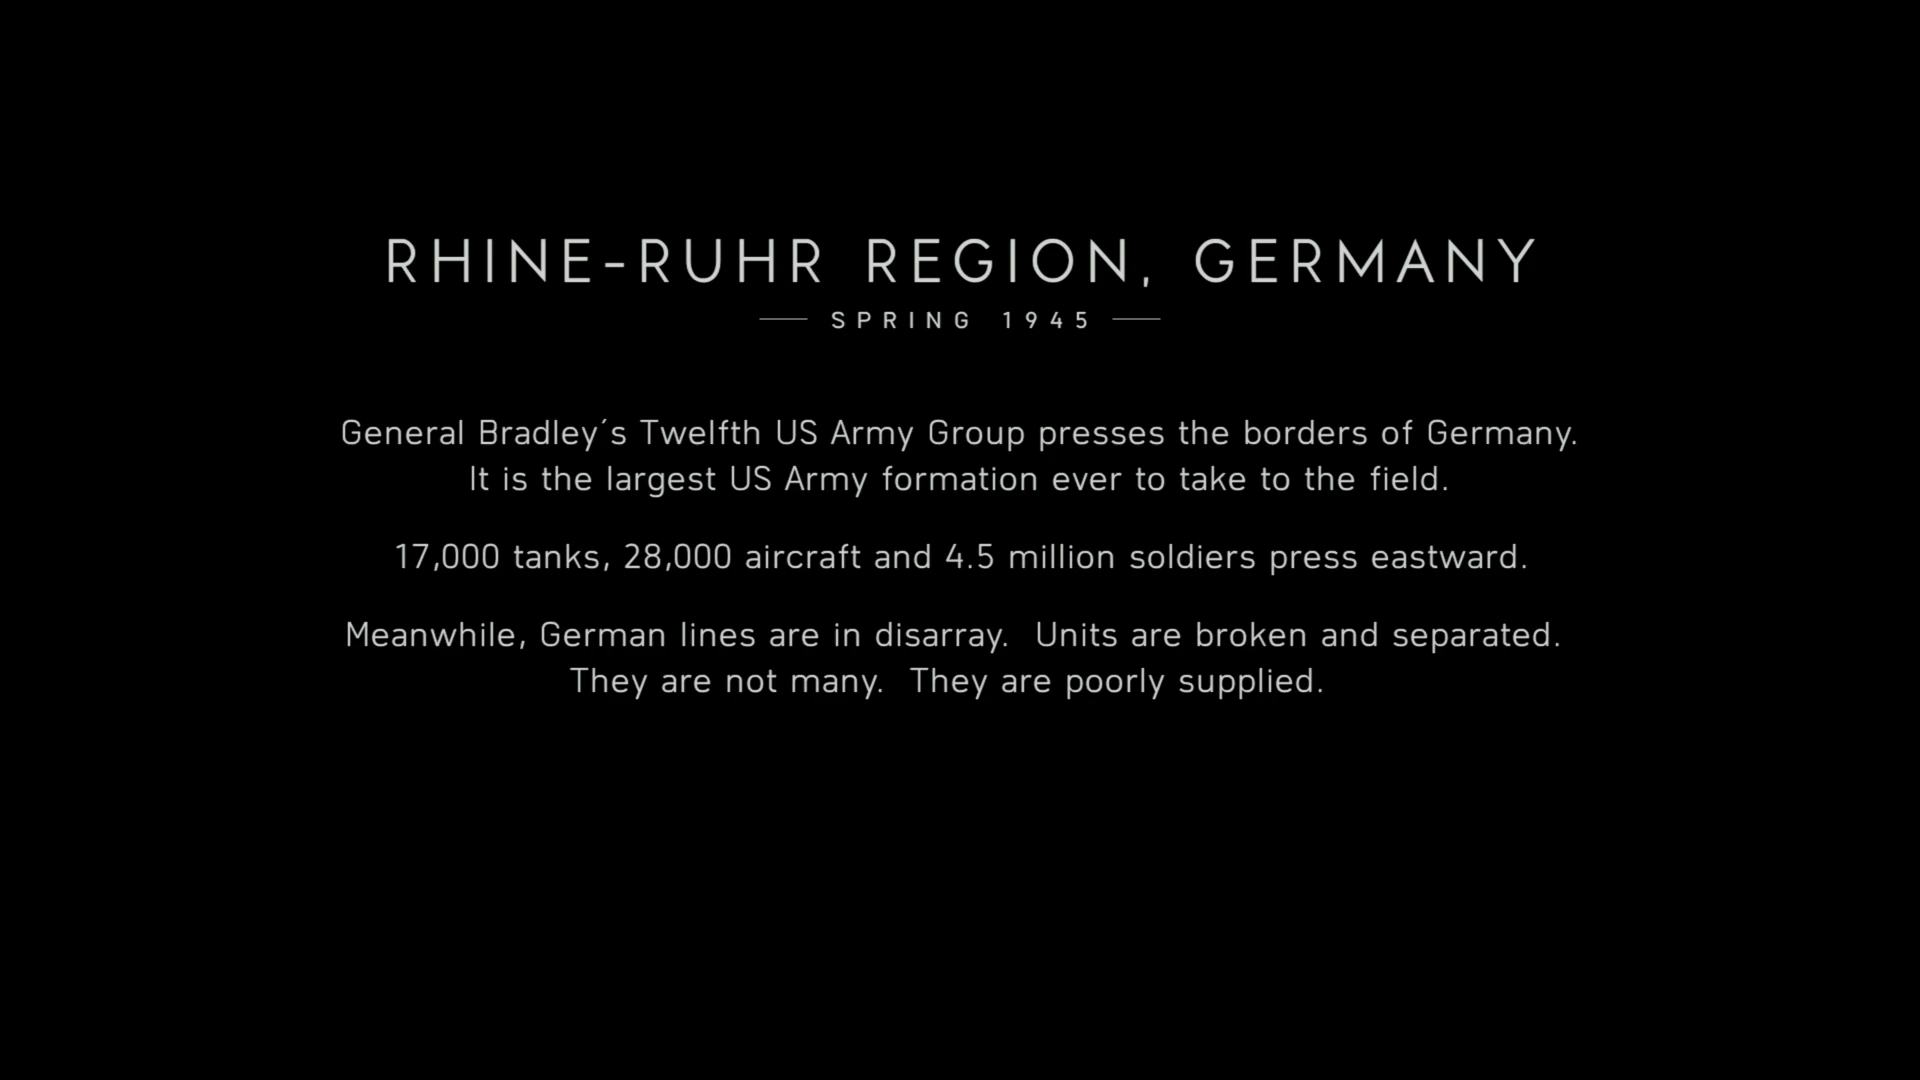 RHINE-RUHR REGION, GERMANY
SPRING 1945
General Bradley´s Twelfth US Army Group presses the borders of Germany.
It is the largest US Army formation ever to take to the field.
17,000 tanks, 28,000 aircraft and 4.5 million soldiers press eastward.
Meanwhile, German lines are in disarray.  Units are broken and separated.
They are not many.  They are poorly supplied.